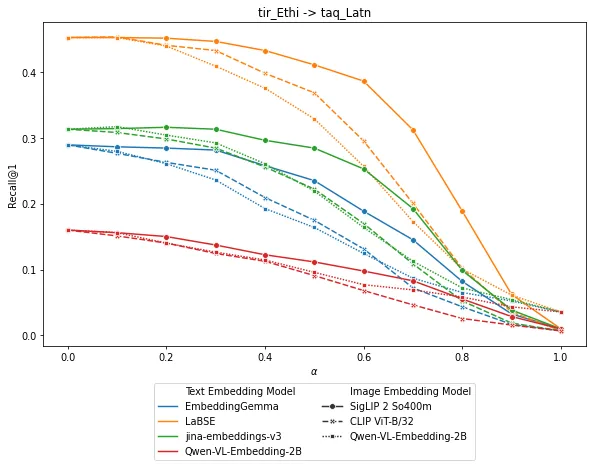 tir_Ethi -> taq_Latn
Recall@1
0.4
0.3
0.2
0.1
0.0
0.0 0.2 0.4 0.6 0.8 1.0
α
Text Embedding Model Image Embedding Model
EmbeddingGemma SigLIP 2 So400m
LaBSE CLIP ViT-B/32
jina-embeddings-v3 Qwen-VL-Embedding-2B
Qwen-VL-Embedding-2B